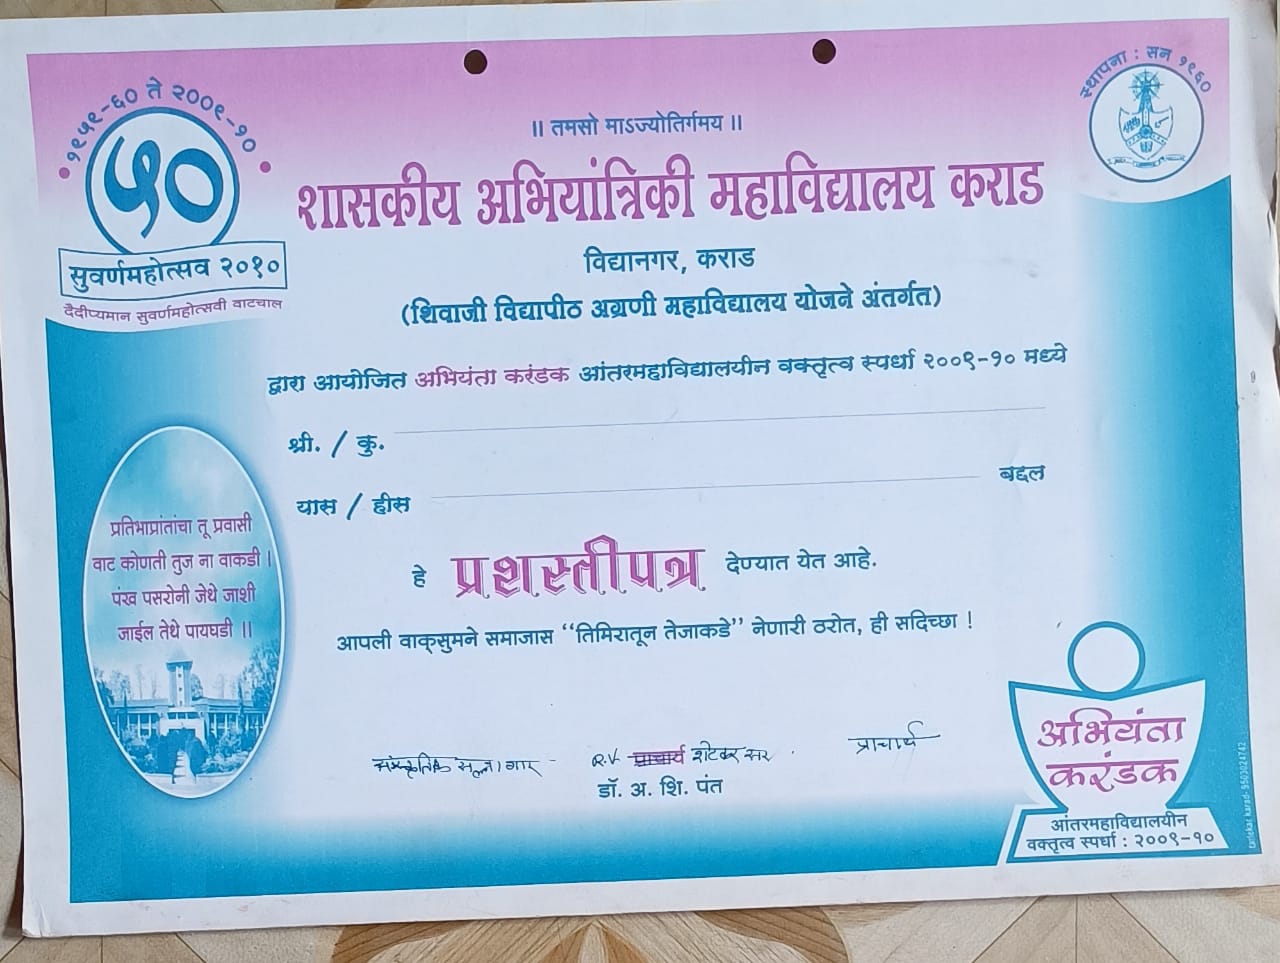 १९५९-६० ते २००९-१०
५०
सुवर्णमहोत्सव २०१०
दैदीप्यमान सुवर्णमहोत्सवी वाटचाल
स्थापना : सन १९६०
॥ तमसो माऽज्योतिर्गमय ॥
शासकीय अभियांत्रिकी महाविद्यालय कराड
विद्यानगर, कराड
(शिवाजी विद्यापीठ अग्रणी महाविद्यालय योजने अंतर्गत)
द्वारा आयोजित अभियंता करंडक आंतरमहाविद्यालयीन वक्तृत्व स्पर्धा २००९-१० मध्ये
श्री. / कु.
यास / हीस बद्दल
हे प्रशस्तीपत्र देण्यात येत आहे.
आपली वाक्‌सुमने समाजास “तिमिरातून तेजाकडे” नेणारी ठरोत, ही सदिच्छा !
प्रतिभाप्रांतांचा तू प्रवासी
वाट कोणती तुज ना वाकडी ।
पंख पसरोनी जेथे जाशी
जाईल तेथे पायघडी ॥
सांस्कृतिक सल्लागार
R.V. प्राचार्य शेटकर सर
प्राचार्य
डॉ. अ. शि. पंत
अभियंता
करंडक
आंतरमहाविद्यालयीन
वक्तृत्व स्पर्धा : २००९-१०